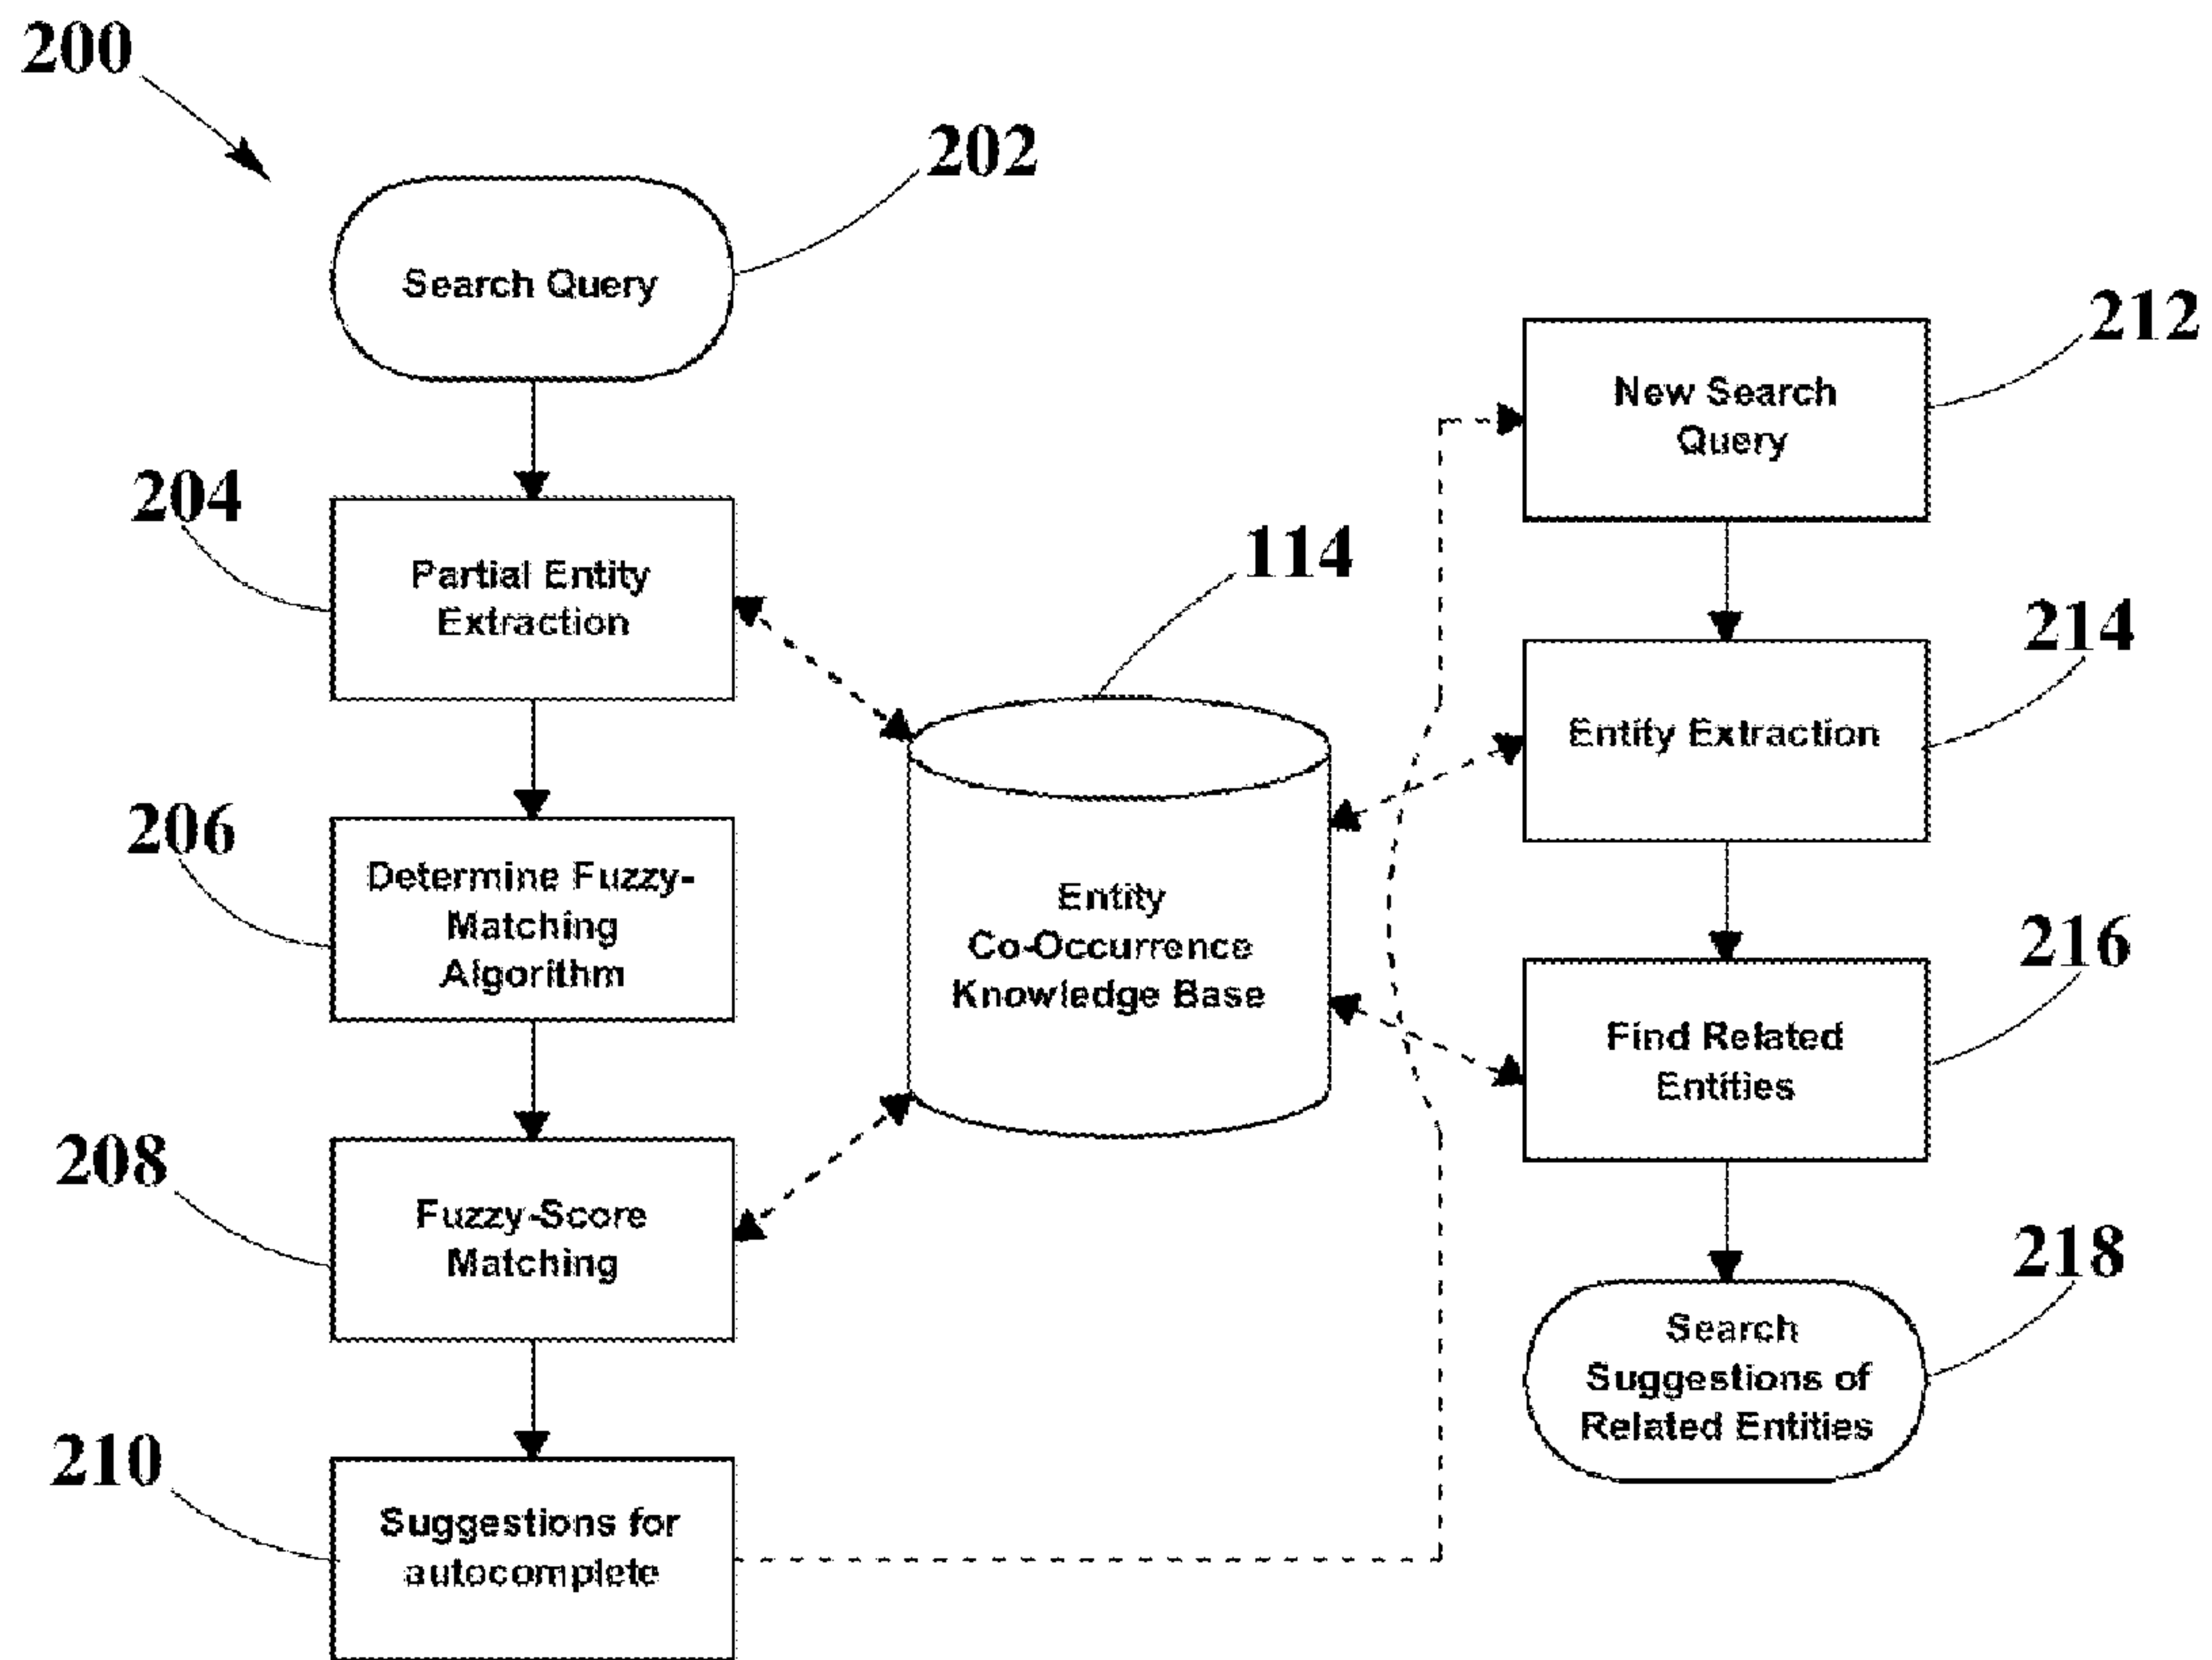 200
202
Search Query
204
Partial Entity
Extraction
206
Determine Fuzzy-
Matching
Algorithm
208
Fuzzy-Score
Matching
210
Suggestions for
autocomplete
114
Entity
Co-Occurrence
Knowledge Base
212
New Search
Query
214
Entity Extraction
216
Find Related
Entities
218
Search
Suggestions of
Related Entities